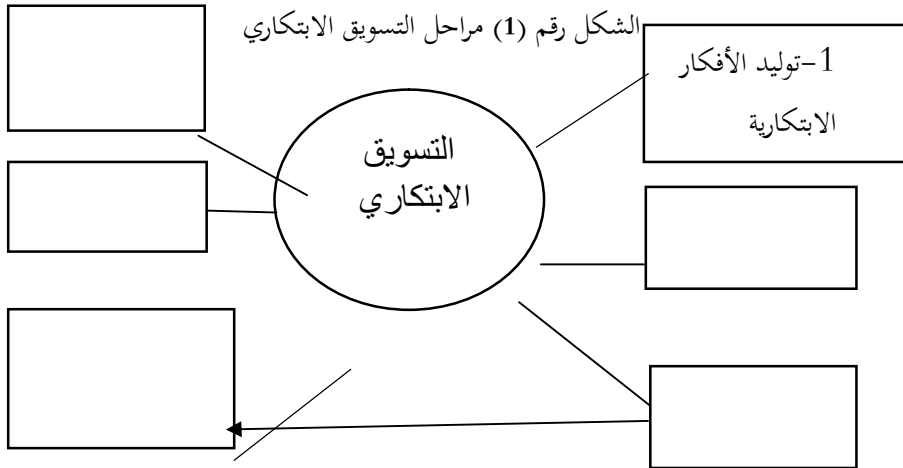 الشكل رقم (1) مراحل التسويق الابتكاري
1-توليد الأفكار
الابتكارية
التسويق
الابتكاري